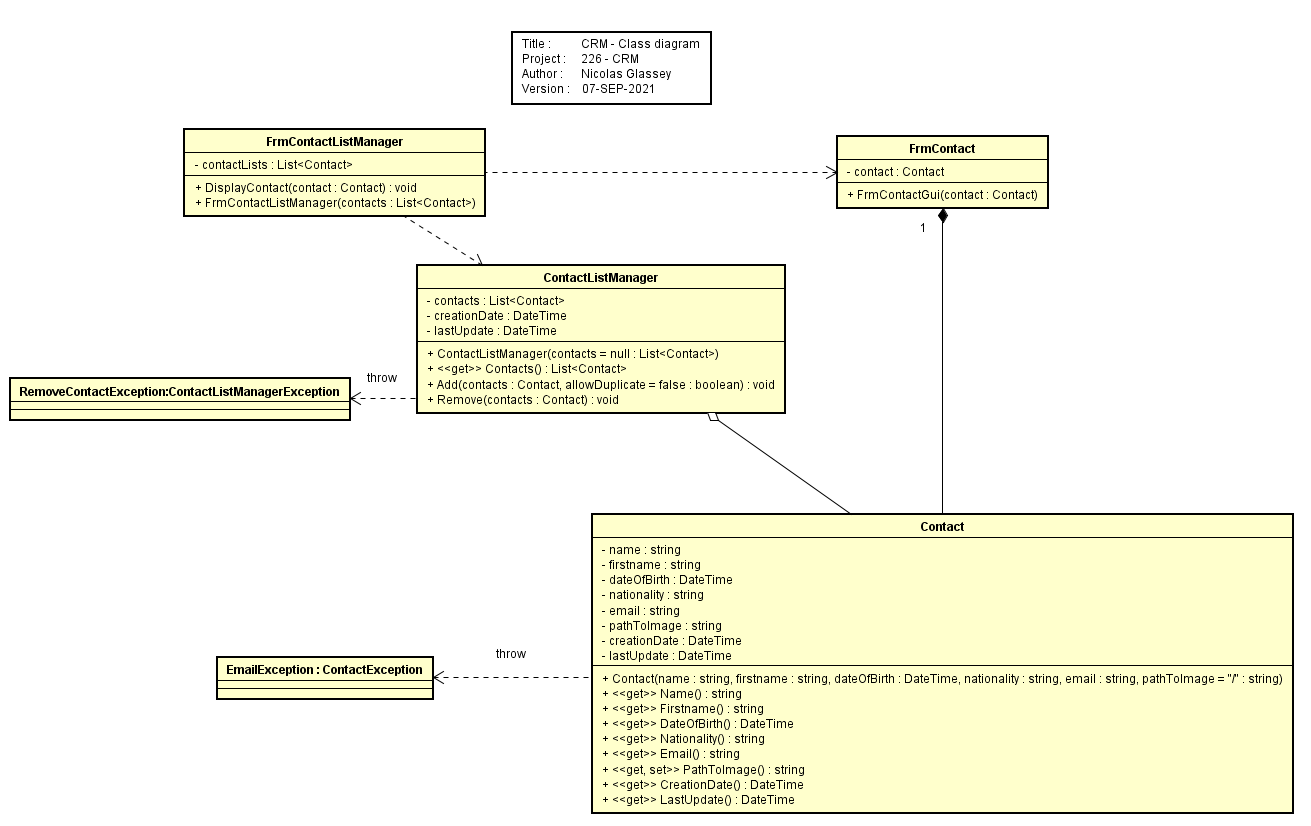 Title : CRM - Class diagram
Project : 226 - CRM
Author : Nicolas Glassey
Version : 07-SEP-2021
FrmContactListManager
- contactLists : List<Contact>
+ DisplayContact(contact : Contact) : void
+ FrmContactListManager(contacts : List<Contact>)
FrmContact
- contact : Contact
+ FrmContactGui(contact : Contact)
1
ContactListManager
- contacts : List<Contact>
- creationDate : DateTime
- lastUpdate : DateTime
+ ContactListManager(contacts = null : List<Contact>)
+ <<get>> Contacts() : List<Contact>
+ Add(contacts : Contact, allowDuplicate = false : boolean) : void
+ Remove(contacts : Contact) : void
throw
RemoveContactException:ContactListManagerException
Contact
- name : string
- firstname : string
- dateOfBirth : DateTime
- nationality : string
- email : string
- pathToImage : string
- creationDate : DateTime
- lastUpdate : DateTime
+ Contact(name : string, firstname : string, dateOfBirth : DateTime, nationality : string, email : string, pathToImage = "/" : string)
+ <<get>> Name() : string
+ <<get>> Firstname() : string
+ <<get>> DateOfBirth() : DateTime
+ <<get>> Nationality() : string
+ <<get>> Email() : string
+ <<get, set>> PathToImage() : string
+ <<get>> CreationDate() : DateTime
+ <<get>> LastUpdate() : DateTime
throw
EmailException : ContactException